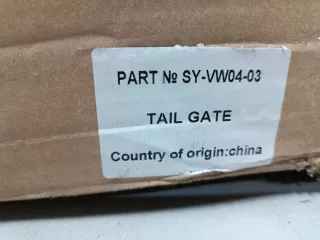 PART № SY-VW04-03
TAIL GATE
Country of origin:china